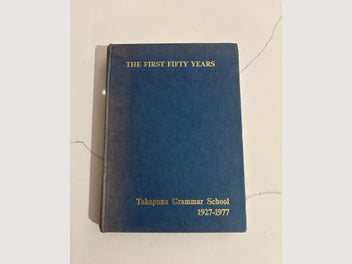 THE FIRST FIFTY YEARS
Takapuna Grammar School
1927-1977